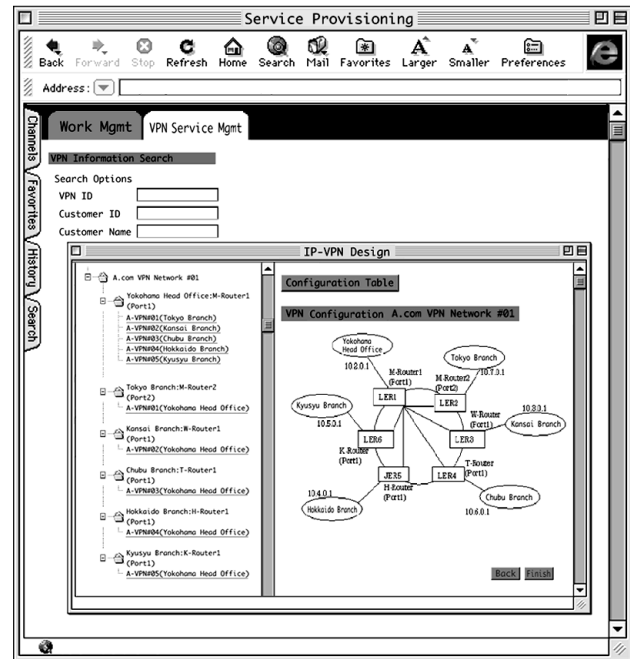 Service Provisioning
Back Forward Stop Refresh Home Search Mail Favorites Larger Smaller Preferences
Address:
Channels
Favorites
History
Search
Work Mgmt
VPN Service Mgmt
VPN Information Search
Search Options
VPN ID
Customer ID
Customer Name
IP-VPN Design
A.com VPN Network #01
Yokohama Head Office:M-Router1
(Port1)
A-VPN#01(Tokyo Branch)
A-VPN#02(Kansai Branch)
A-VPN#03(Chubu Branch)
A-VPN#04(Hokkaido Branch)
A-VPN#05(Kyusyu Branch)
Tokyo Branch:M-Router2
(Port2)
A-VPN#01(Yokohama Head Office)
Kansai Branch:W-Router1
(Port1)
A-VPN#02(Yokohama Head Office)
Chubu Branch:T-Router1
(Port1)
A-VPN#03(Yokohama Head Office)
Hokkaido Branch:H-Router1
(Port1)
A-VPN#04(Yokohama Head Office)
Kyusyu Branch:K-Router1
(Port1)
A-VPN#05(Yokohama Head Office)
Configuration Table
VPN Configuration A.com VPN Network #01
Yokohama
Head Office
10.2.0.1
M-Router1
(Port1)
LER1
Tokyo Branch
10.7.0.1
M-Router2
(Port2)
LER2
Kyusyu Branch
10.5.0.1
LER6
K-Router
(Port1)
10.3.0.1
W-Router
(Port1)
Kansai Branch
LER3
JER5
H-Router
(Port1)
10.4.0.1
Hokkaido Branch
LER4
T-Router
(Port1)
Chubu Branch
10.6.0.1
Back
Finish